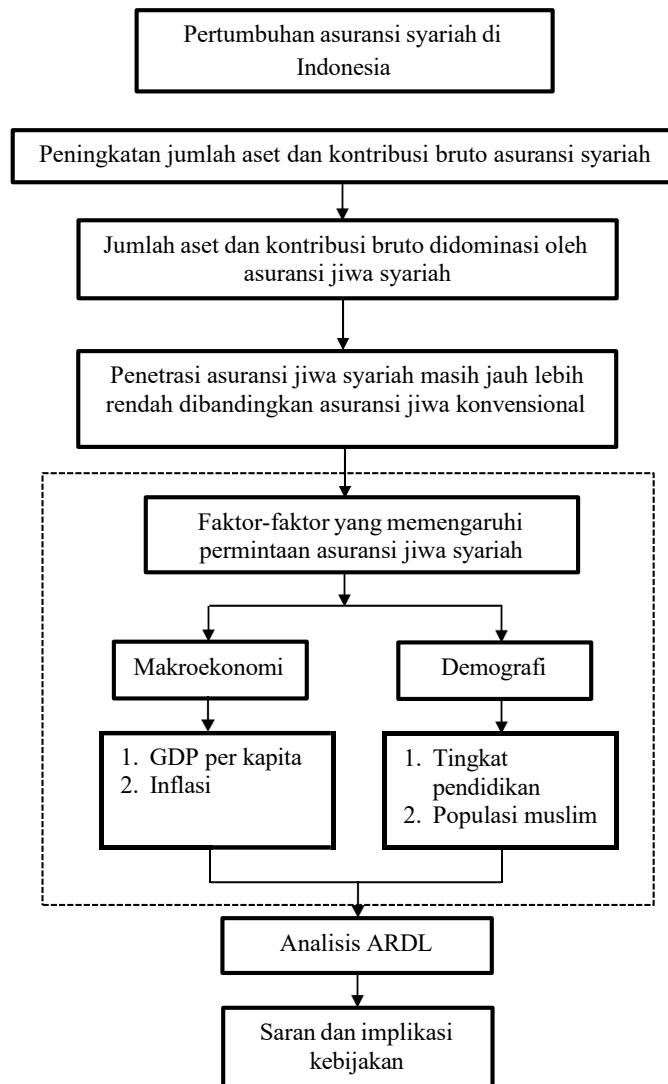 Pertumbuhan asuransi syariah di
Indonesia
Peningkatan jumlah aset dan kontribusi bruto asuransi syariah
Jumlah aset dan kontribusi bruto didominasi oleh
asuransi jiwa syariah
Penetrasi asuransi jiwa syariah masih jauh lebih
rendah dibandingkan asuransi jiwa konvensional
Faktor-faktor yang memengaruhi
permintaan asuransi jiwa syariah
Makroekonomi
Demografi
1. GDP per kapita
2. Inflasi
1. Tingkat
pendidikan
2. Populasi muslim
Analisis ARDL
Saran dan implikasi
kebijakan